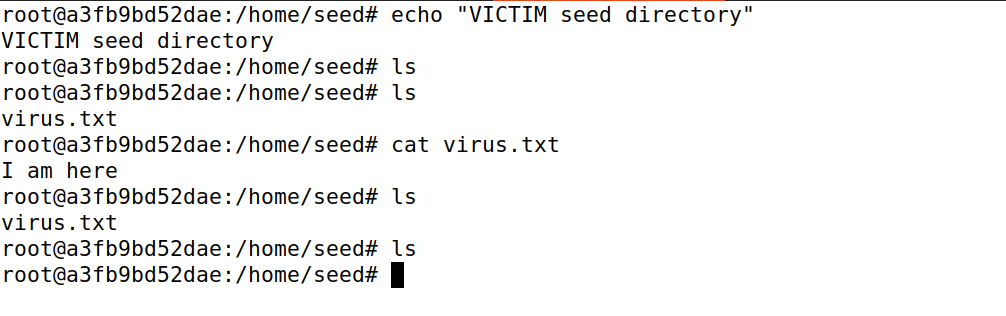 root@a3fb9bd52dae:/home/seed# echo "VICTIM seed directory"
VICTIM seed directory
root@a3fb9bd52dae:/home/seed# ls
root@a3fb9bd52dae:/home/seed# ls
virus.txt
root@a3fb9bd52dae:/home/seed# cat virus.txt
I am here
root@a3fb9bd52dae:/home/seed# ls
virus.txt
root@a3fb9bd52dae:/home/seed# ls
root@a3fb9bd52dae:/home/seed#